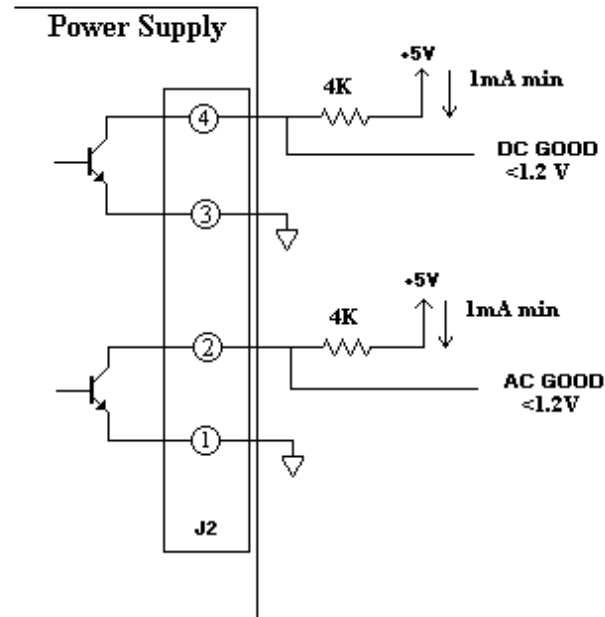 Power Supply
+5V
4K
1mA min
4
DC GOOD
<1.2 V
3
+5V
4K
1mA min
2
AC GOOD
<1.2V
1
J2